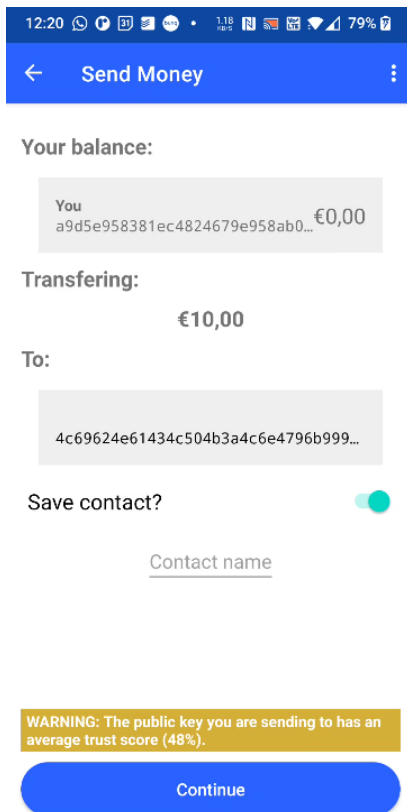 12:20 31 bunq • 1.18 KB/S 79%
Send Money
Your balance:
You
a9d5e958381ec4824679e958ab0… €0,00
Transfering:
€10,00
To:
4c69624e61434c504b3a4c6e4796b999…
Save contact?
Contact name
WARNING: The public key you are sending to has an
average trust score (48%).
Continue